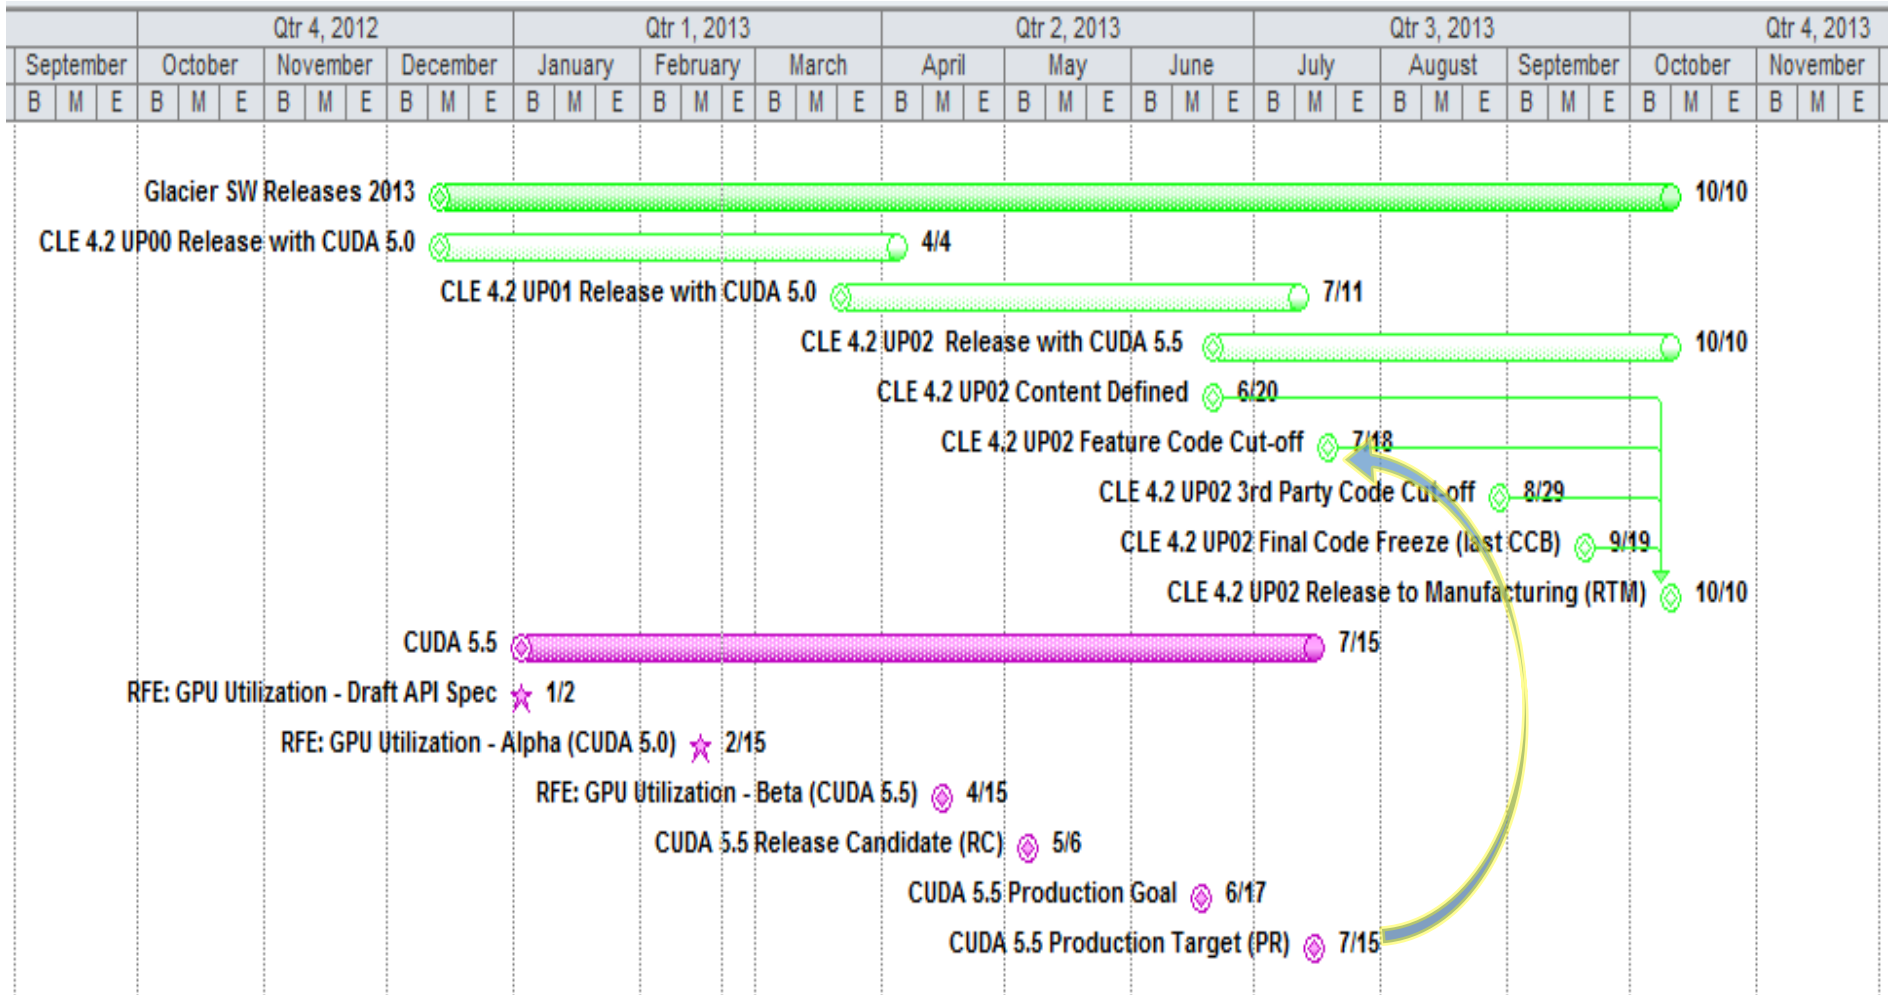 Qtr 4, 2012 Qtr 1, 2013 Qtr 2, 2013 Qtr 3, 2013 Qtr 4, 2013
September October November December January February March April May June July August September October November
B M E B M E B M E B M E B M E B M E B M E B M E B M E B M E B M E B M E B M E B M E B M E
Glacier SW Releases 2013 10/10
CLE 4.2 UP00 Release with CUDA 5.0 4/4
CLE 4.2 UP01 Release with CUDA 5.0 7/11
CLE 4.2 UP02 Release with CUDA 5.5 10/10
CLE 4.2 UP02 Content Defined 6/20
CLE 4.2 UP02 Feature Code Cut-off 7/18
CLE 4.2 UP02 3rd Party Code Cut-off 8/29
CLE 4.2 UP02 Final Code Freeze (last CCB) 9/19
CLE 4.2 UP02 Release to Manufacturing (RTM) 10/10
CUDA 5.5 7/15
RFE: GPU Utilization - Draft API Spec 1/2
RFE: GPU Utilization - Alpha (CUDA 5.0) 2/15
RFE: GPU Utilization - Beta (CUDA 5.5) 4/15
CUDA 5.5 Release Candidate (RC) 5/6
CUDA 5.5 Production Goal 6/17
CUDA 5.5 Production Target (PR) 7/15